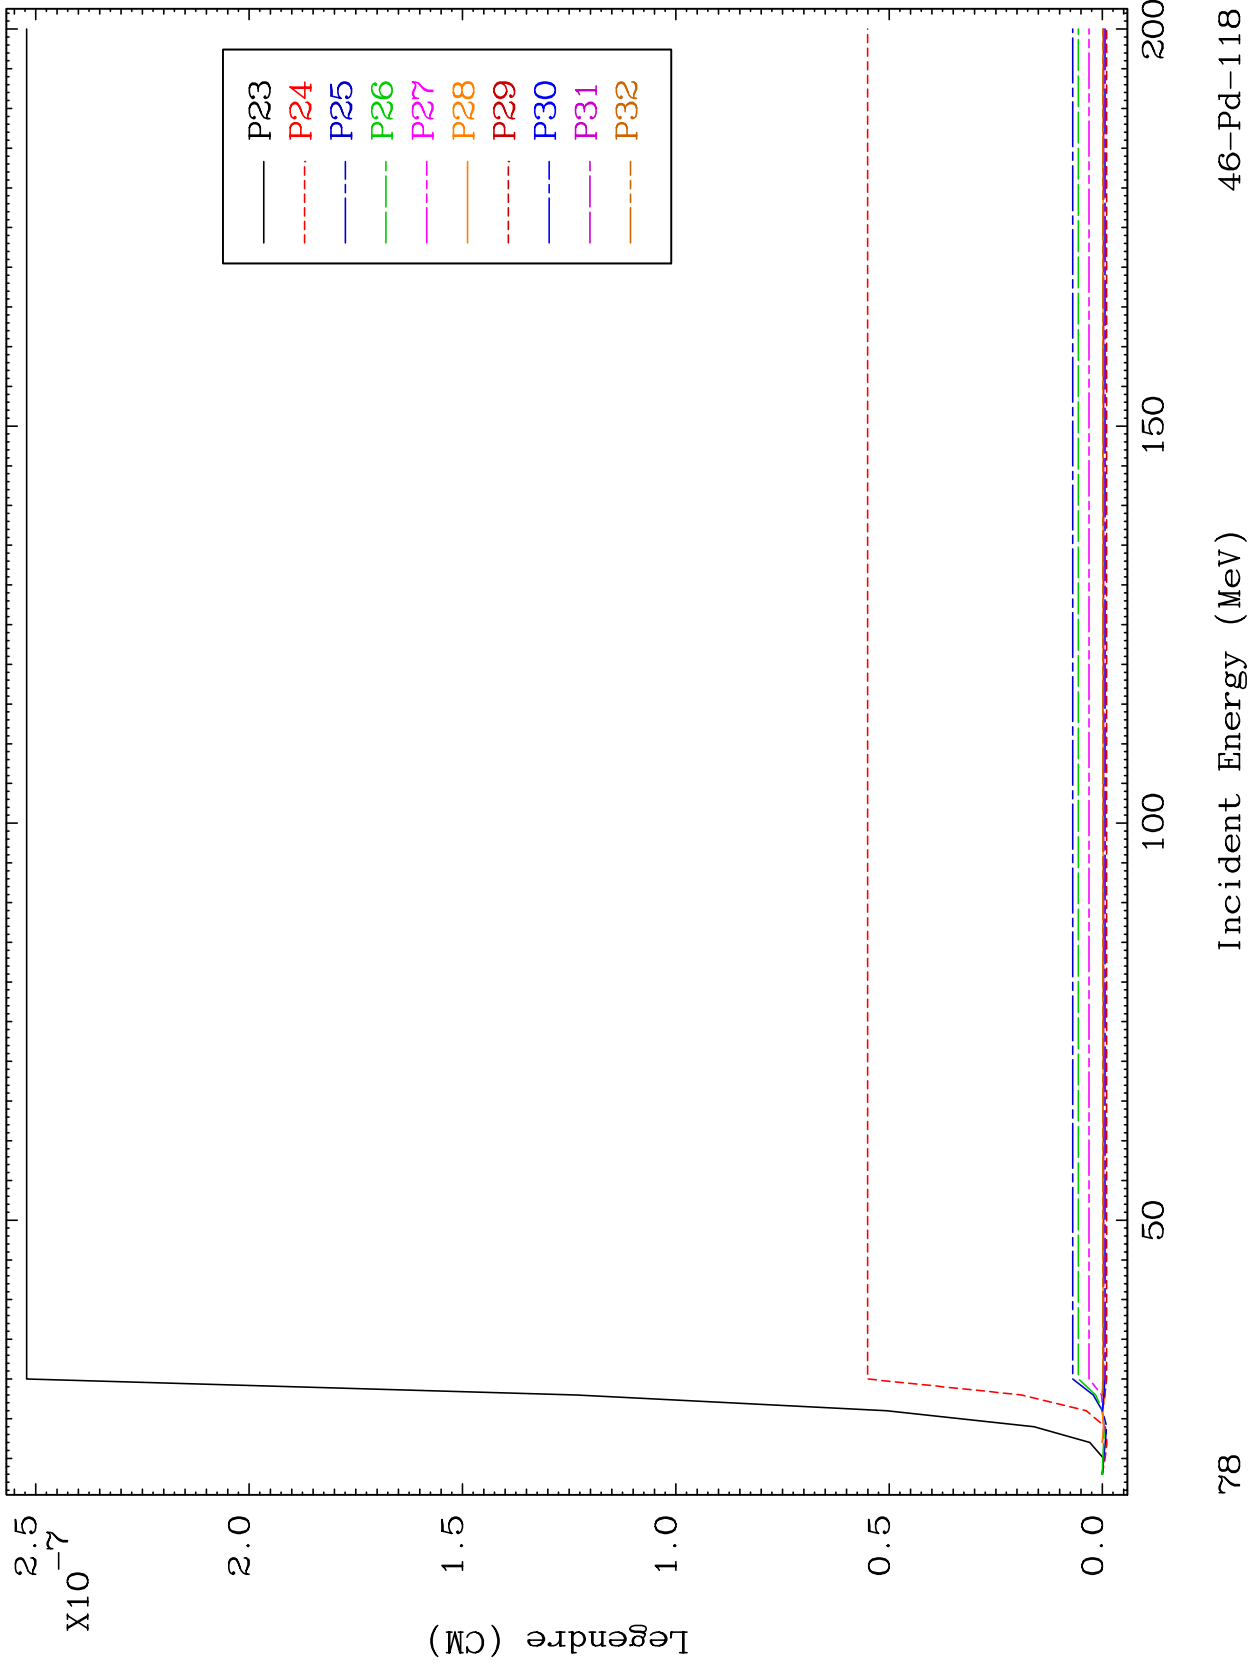 2.5
X10
-7
2.0
1.5
1.0
0.5
0.0
Legendre (CM)
P23
P24
P25
P26
P27
P28
P29
P30
P31
P32
50
100
150
200
78
Incident Energy (MeV)
46-Pd-118